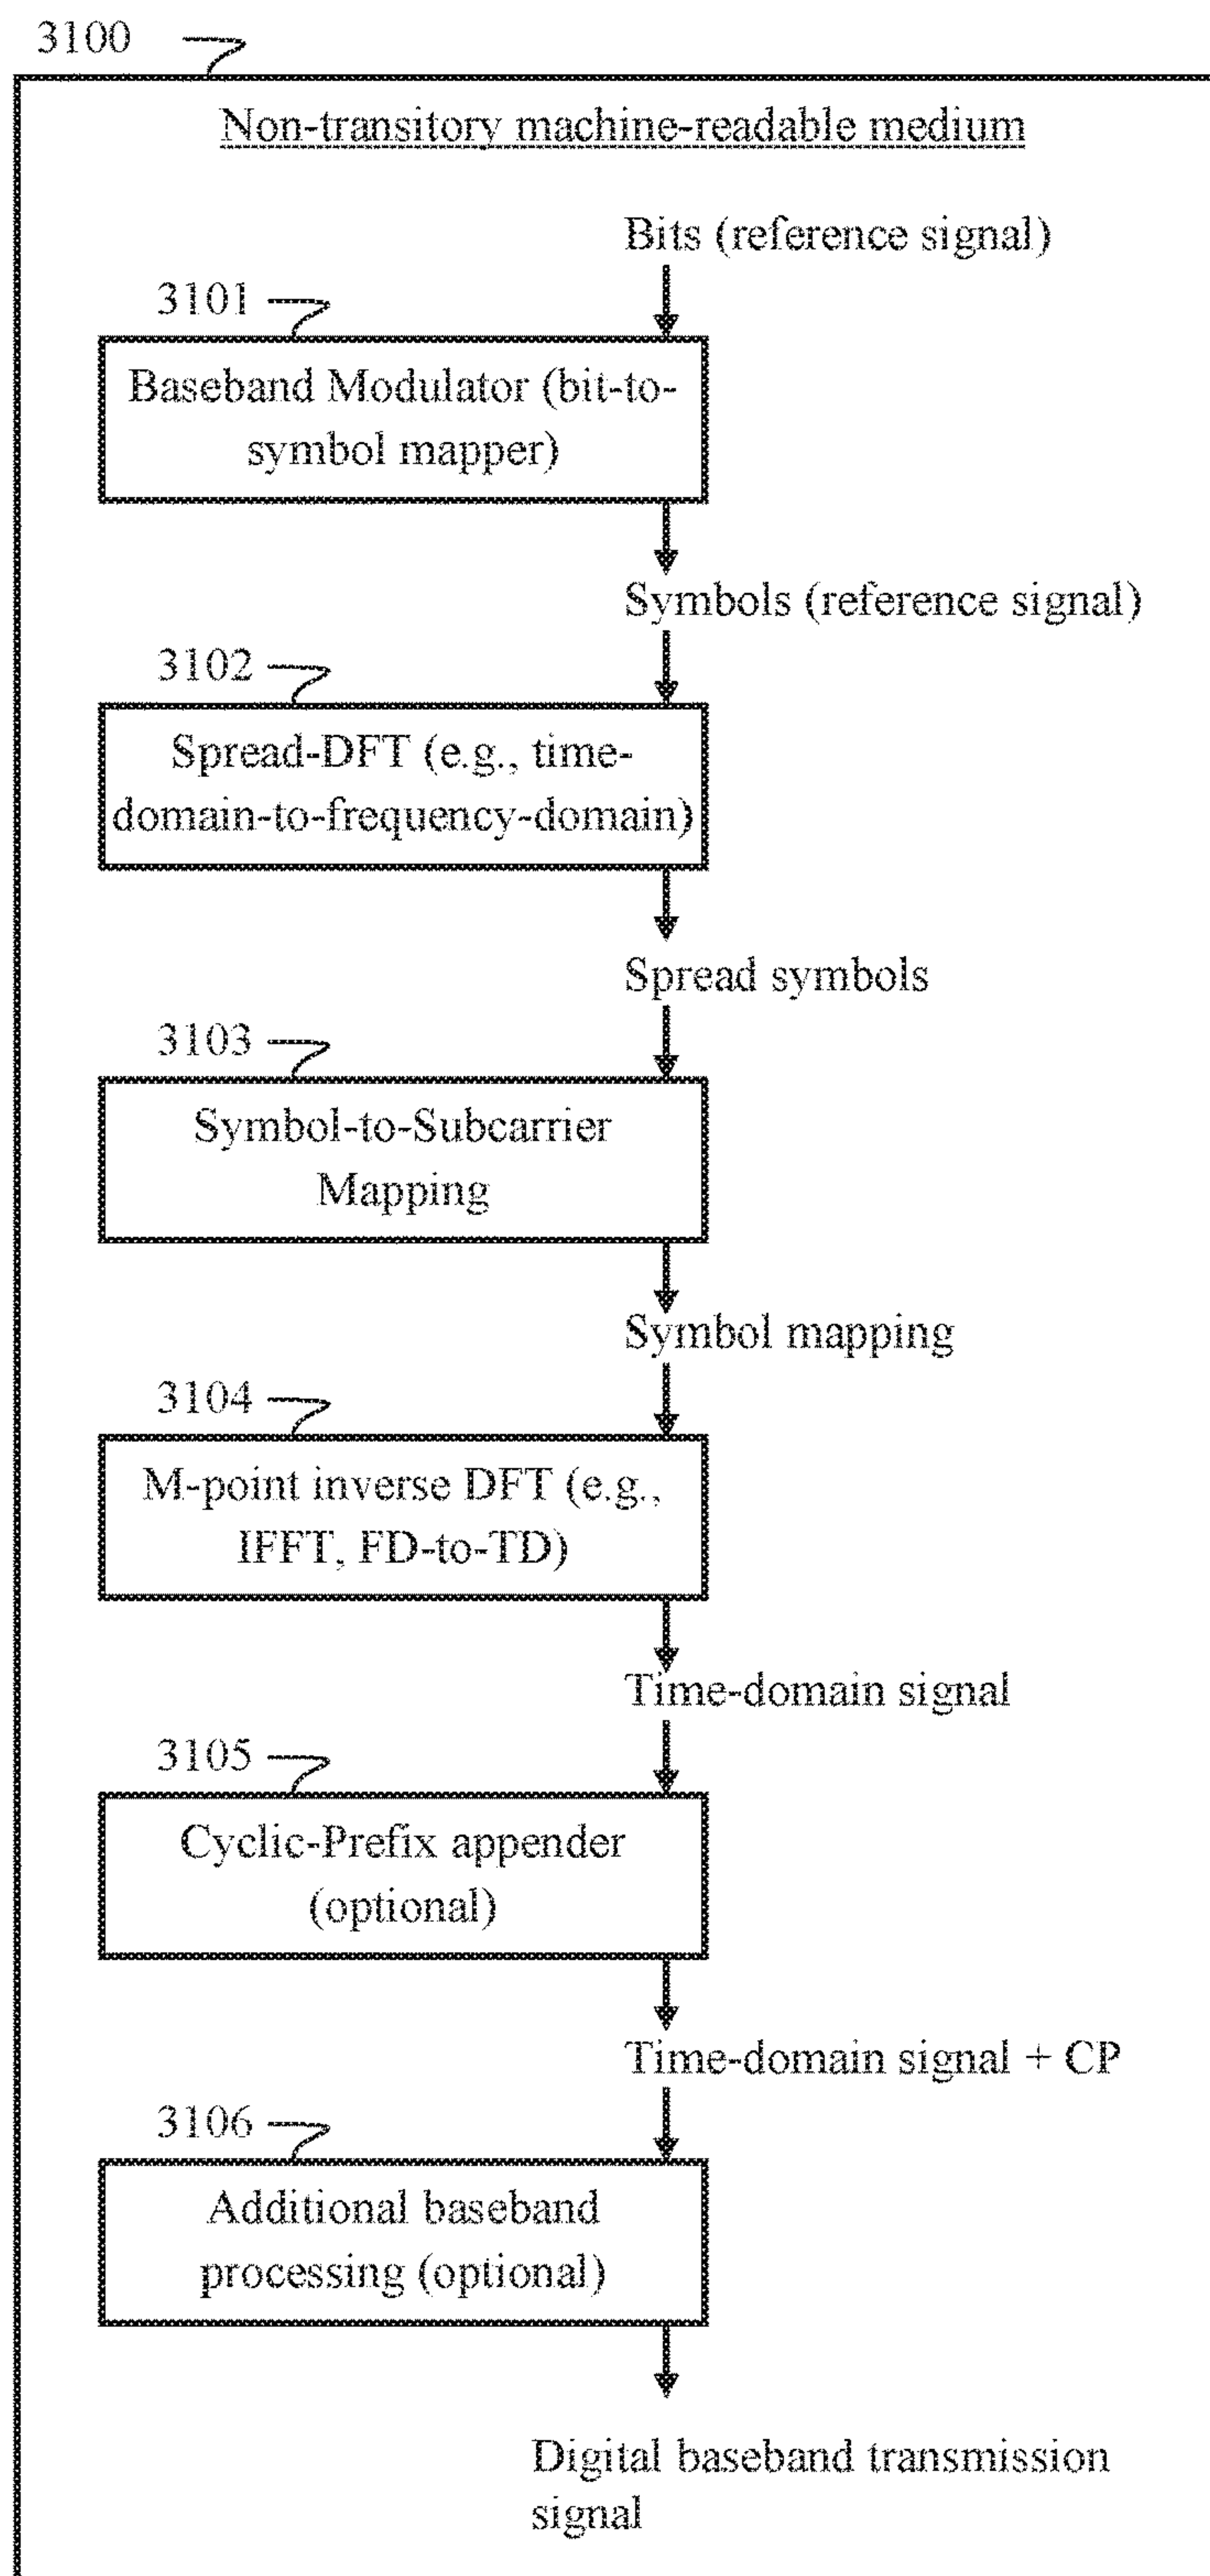 3100
Non-transitory machine-readable medium
Bits (reference signal)
3101
Baseband Modulator (bit-to-
symbol mapper)
Symbols (reference signal)
3102
Spread-DFT (e.g., time-
domain-to-frequency-domain)
Spread symbols
3103
Symbol-to-Subcarrier
Mapping
Symbol mapping
3104
M-point inverse DFT (e.g.,
IFFT, FD-to-TD)
Time-domain signal
3105
Cyclic-Prefix appender
(optional)
Time-domain signal + CP
3106
Additional baseband
processing (optional)
Digital baseband transmission
signal